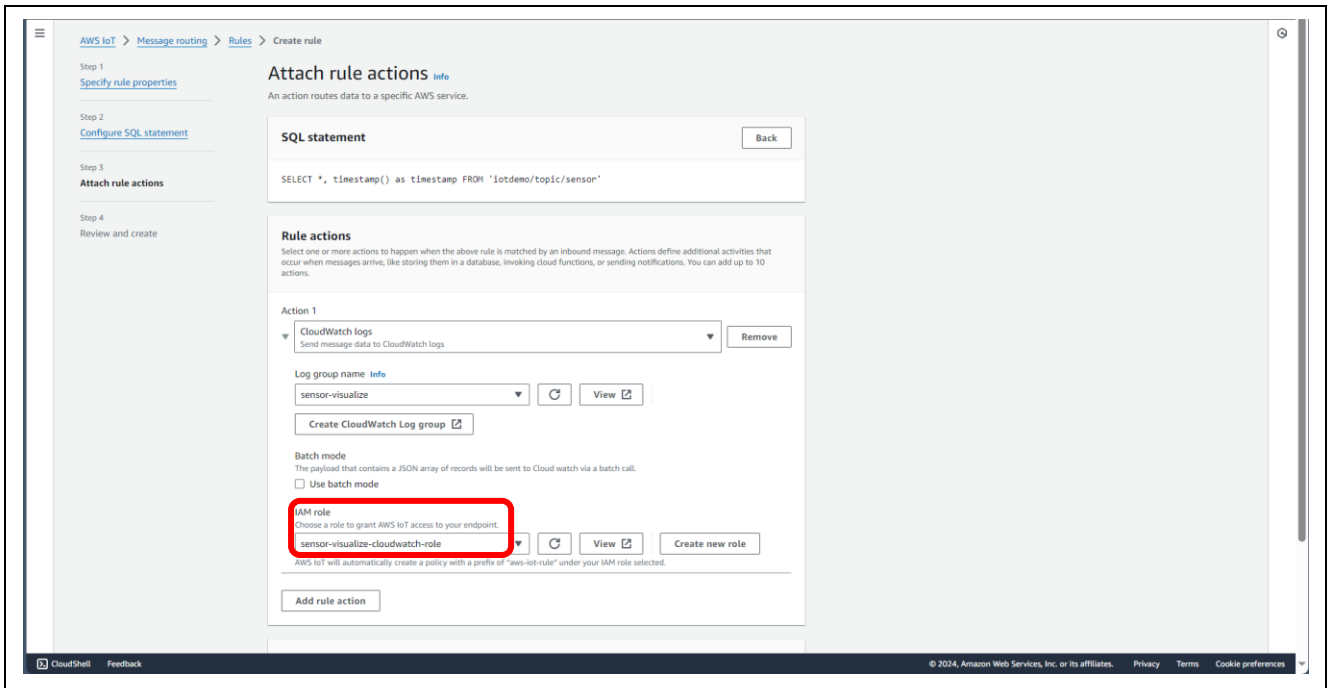 AWS IoT > Message routing > Rules > Create rule
Step 1
Specify rule properties
Step 2
Configure SQL statement
Step 3
Attach rule actions
Step 4
Review and create
Attach rule actions Info
An action routes data to a specific AWS service.
SQL statement
Back
SELECT *, timestamp() as timestamp FROM 'iotdemo/topic/sensor'
Rule actions
Select one or more actions to happen when the above rule is matched by an inbound message. Actions define additional activities that
occur when messages arrive, like storing them in a database, invoking cloud functions, or sending notifications. You can add up to 10
actions.
Action 1
CloudWatch logs
Send message data to CloudWatch logs
Remove
Log group name Info
sensor-visualize
View
Create CloudWatch Log group
Batch mode
The payload that contains a JSON array of records will be sent to Cloud watch via a batch call.
Use batch mode
IAM role
Choose a role to grant AWS IoT access to your endpoint.
sensor-visualize-cloudwatch-role
View
Create new role
AWS IoT will automatically create a policy with a prefix of "aws-iot-rule" under your IAM role selected.
Add rule action
CloudShell Feedback © 2024, Amazon Web Services, Inc. or its affiliates. Privacy Terms Cookie preferences